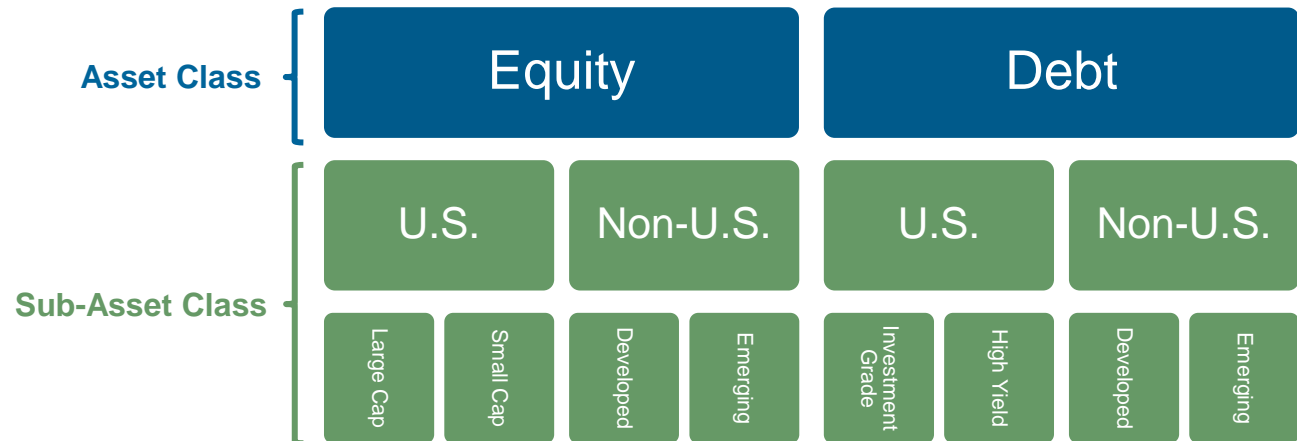 Asset Class
Equity
Debt
Sub-Asset Class
U.S.
Non-U.S.
U.S.
Non-U.S.
Large Cap
Small Cap
Developed
Emerging
Investment
Grade
High Yield
Developed
Emerging